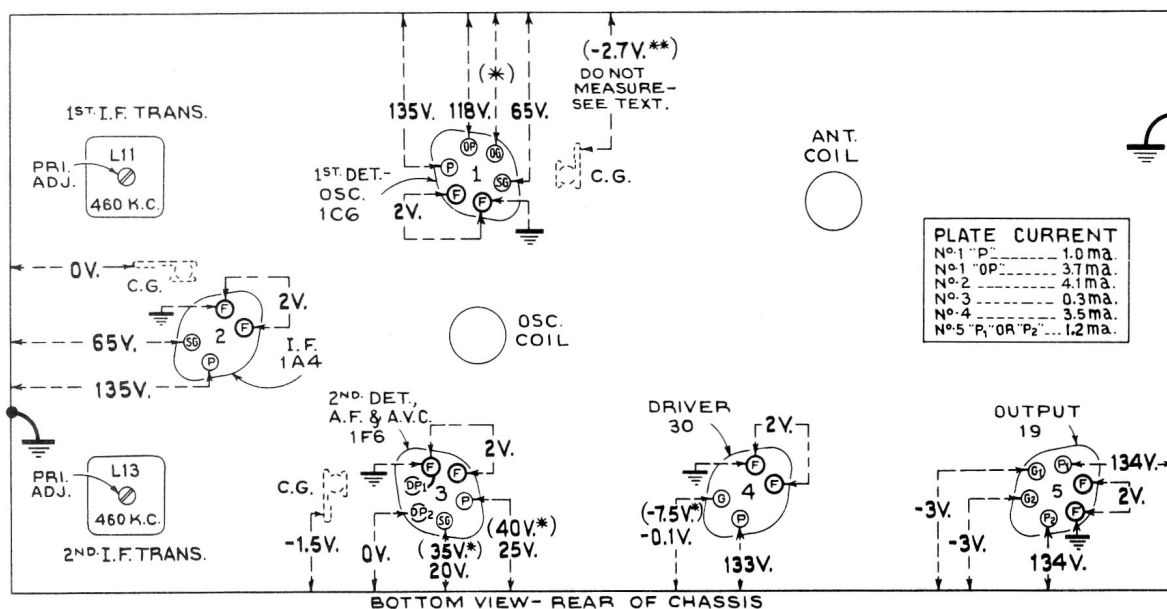 (-2.7V.**)
DO NOT
MEASURE-
SEE TEXT.
(*)
135V.
118V.
65V.
1ST. I.F. TRANS.
L11
PRI.
ADJ.
460 K.C.
1ST. DET.-
OSC.
1C6
OP
OG
P
1
SG
F
F
2V.
C.G.
ANT.
COIL
PLATE CURRENT
Nº.1 "P" 1.0 ma.
Nº.1 "OP" 3.7 ma.
Nº.2 4.1 ma.
Nº.3 0.3 ma.
Nº.4 3.5 ma.
Nº.5 "P₁" OR "P₂" 1.2 ma.
0V.
C.G.
F
2V.
2
F
SG
P
65V.
I.F.
1A4
135V.
OSC.
COIL
2ND. DET.,
A.F. & A.V.C.
1F6
2V.
F
F
DP1
3
P
DP2
SG
C.G.
-1.5V.
0V.
(35V*)
20V.
(40V*)
25V.
DRIVER
30
2V.
F
F
G
4
P
(-7.5V*)
-0.1V.
133V.
OUTPUT
19
G1
P1
134V.
F
5
G2
2V.
P2
F
-3V.
-3V.
134V.
L13
PRI.
ADJ.
460 K.C.
2ND. I.F. TRANS.
BOTTOM VIEW- REAR OF CHASSIS